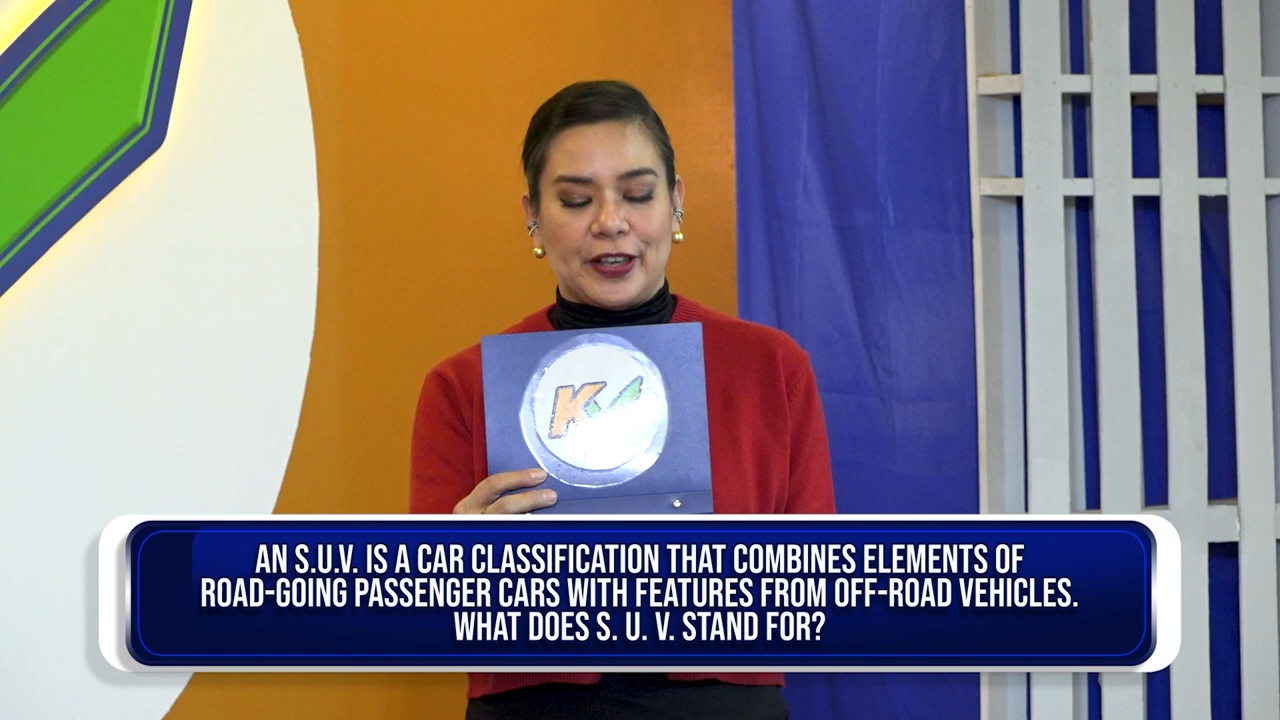 K
AN S.U.V. IS A CAR CLASSIFICATION THAT COMBINES ELEMENTS OF
ROAD-GOING PASSENGER CARS WITH FEATURES FROM OFF-ROAD VEHICLES.
WHAT DOES S. U. V. STAND FOR?